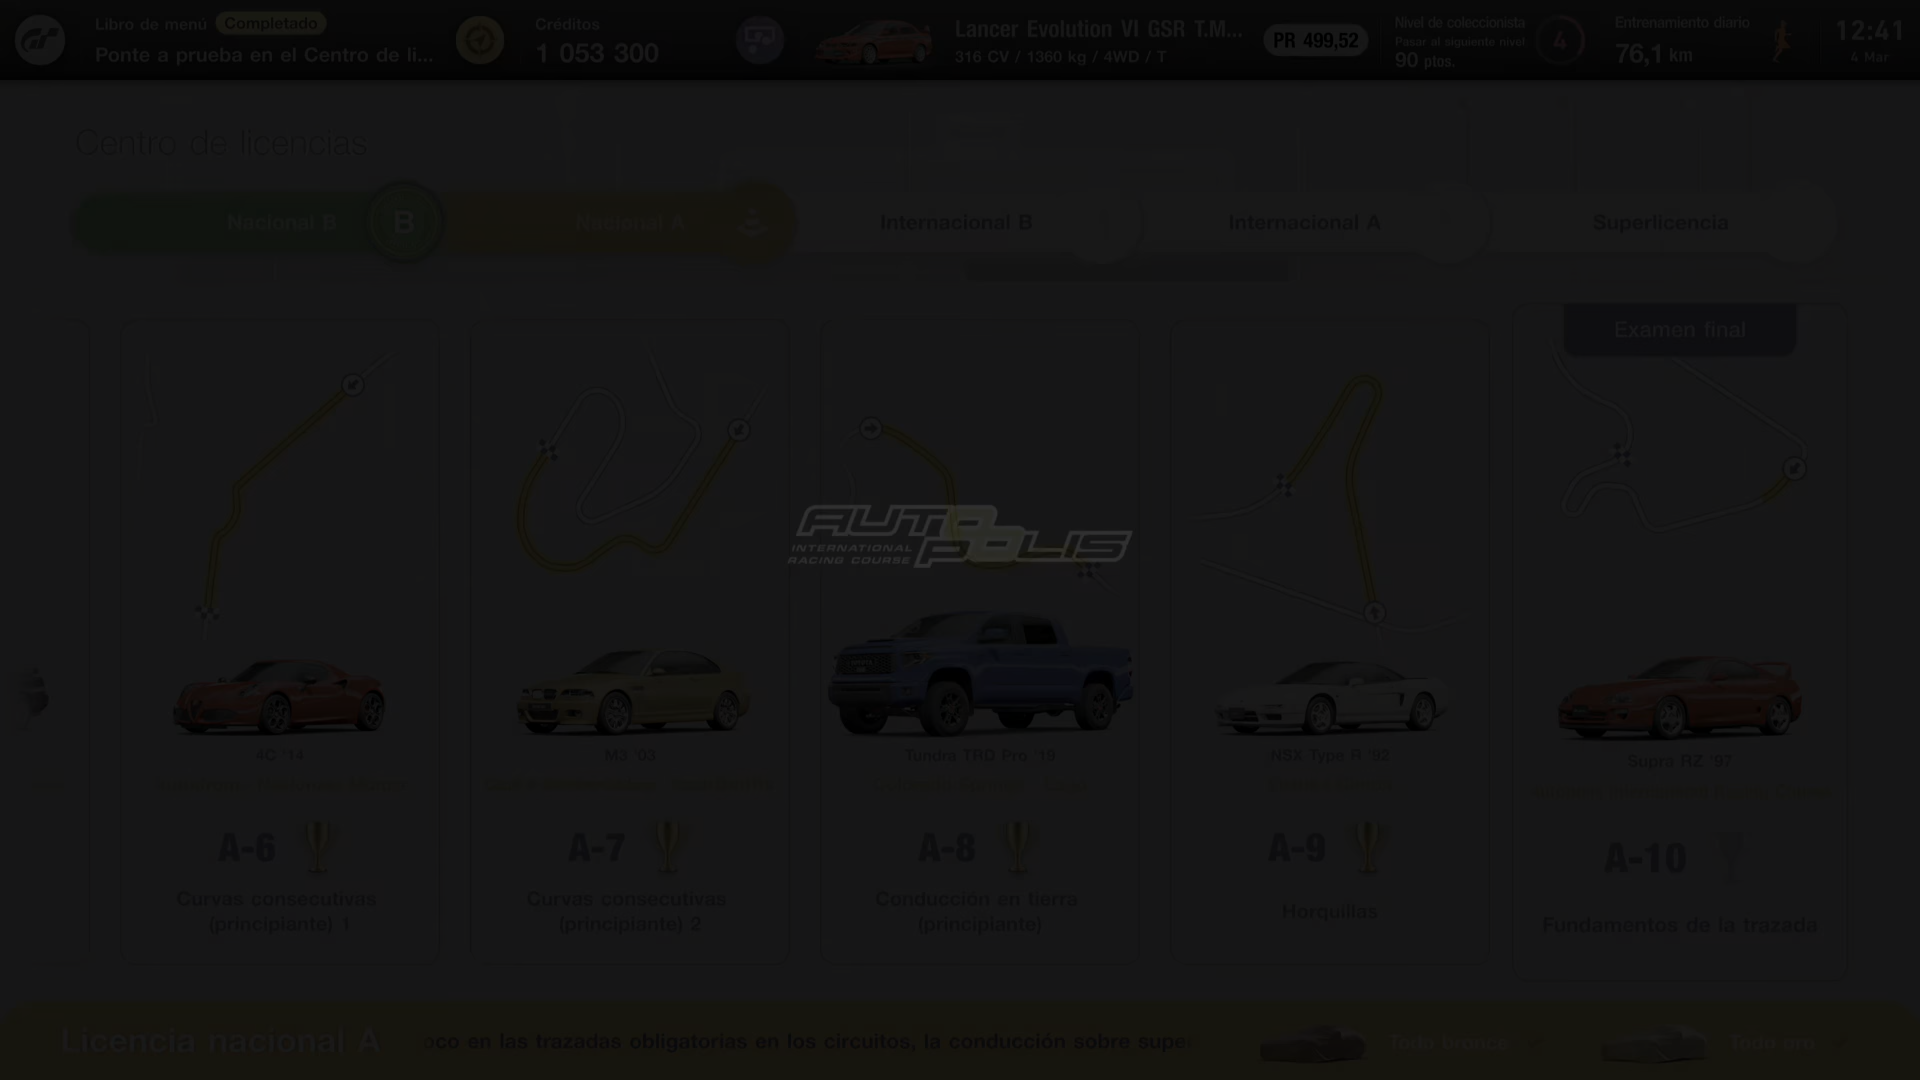 Libro de menú Completado
Ponte a prueba en el Centro de li...
Créditos
1 053 300
Lancer Evolution VI GSR T.M...
316 CV / 1360 kg / 4WD / T
PR 499,52
Nivel de coleccionista
Pasar al siguiente nivel
90 ptos.
4
Entrenamiento diario
76,1 km
12:41
4 Mar
Centro de licencias
Nacional B
B
Nacional A
Internacional B
Internacional A
Superlicencia
Examen final
AUTOPOLIS
INTERNATIONAL
RACING COURSE
4C '14
M3 '03
Tundra TRD Pro '19
NSX Type R '92
Supra RZ '97
A-6
A-7
A-8
A-9
A-10
Curvas consecutivas
(principiante) 1
Curvas consecutivas
(principiante) 2
Conducción en tierra
(principiante)
Horquillas
Fundamentos de la trazada
Licencia nacional A
oco en las trazadas obligatorias en los circuitos, la conducción sobre supe
Todo bronce
Todo oro